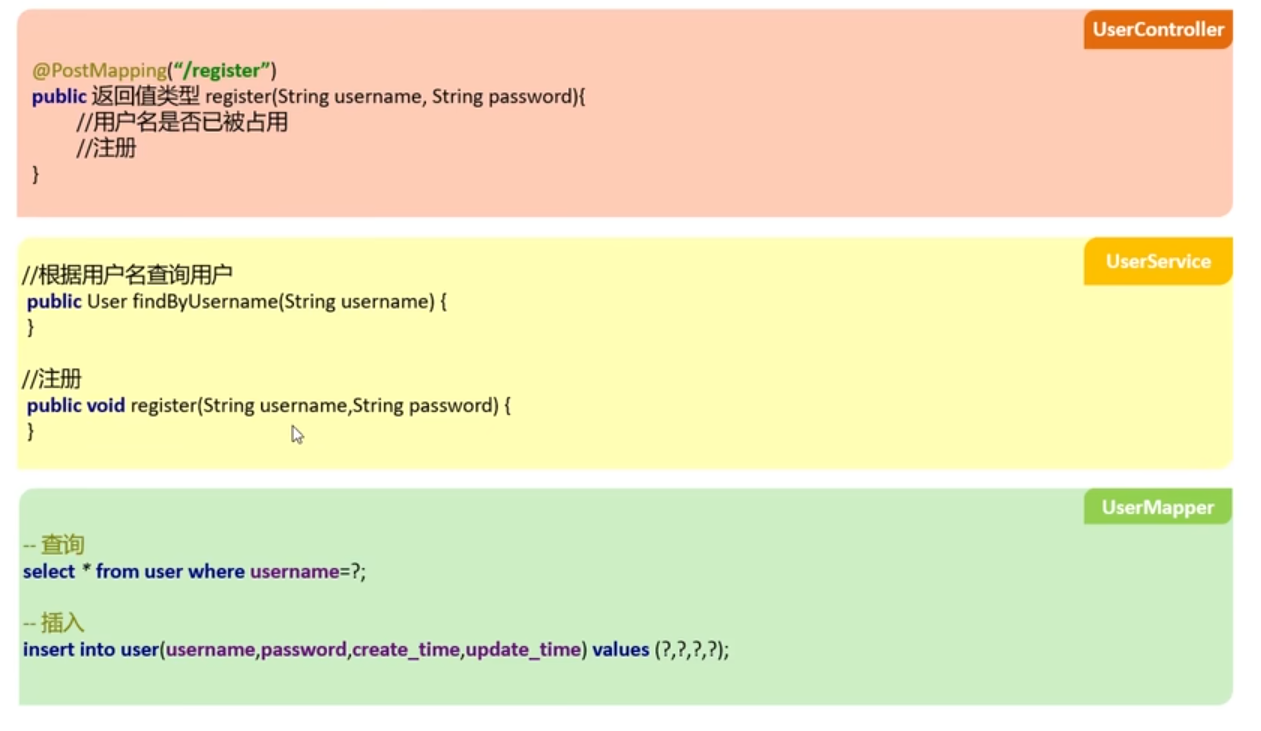 UserController
@PostMapping(“/register”)
public 返回值类型 register(String username, String password){
//用户名是否已被占用
//注册
}
UserService
//根据用户名查询用户
public User findByUsername(String username) {
}
//注册
public void register(String username,String password) {
}
UserMapper
-- 查询
select * from user where username=?;
-- 插入
insert into user(username,password,create_time,update_time) values (?,?,?,?);